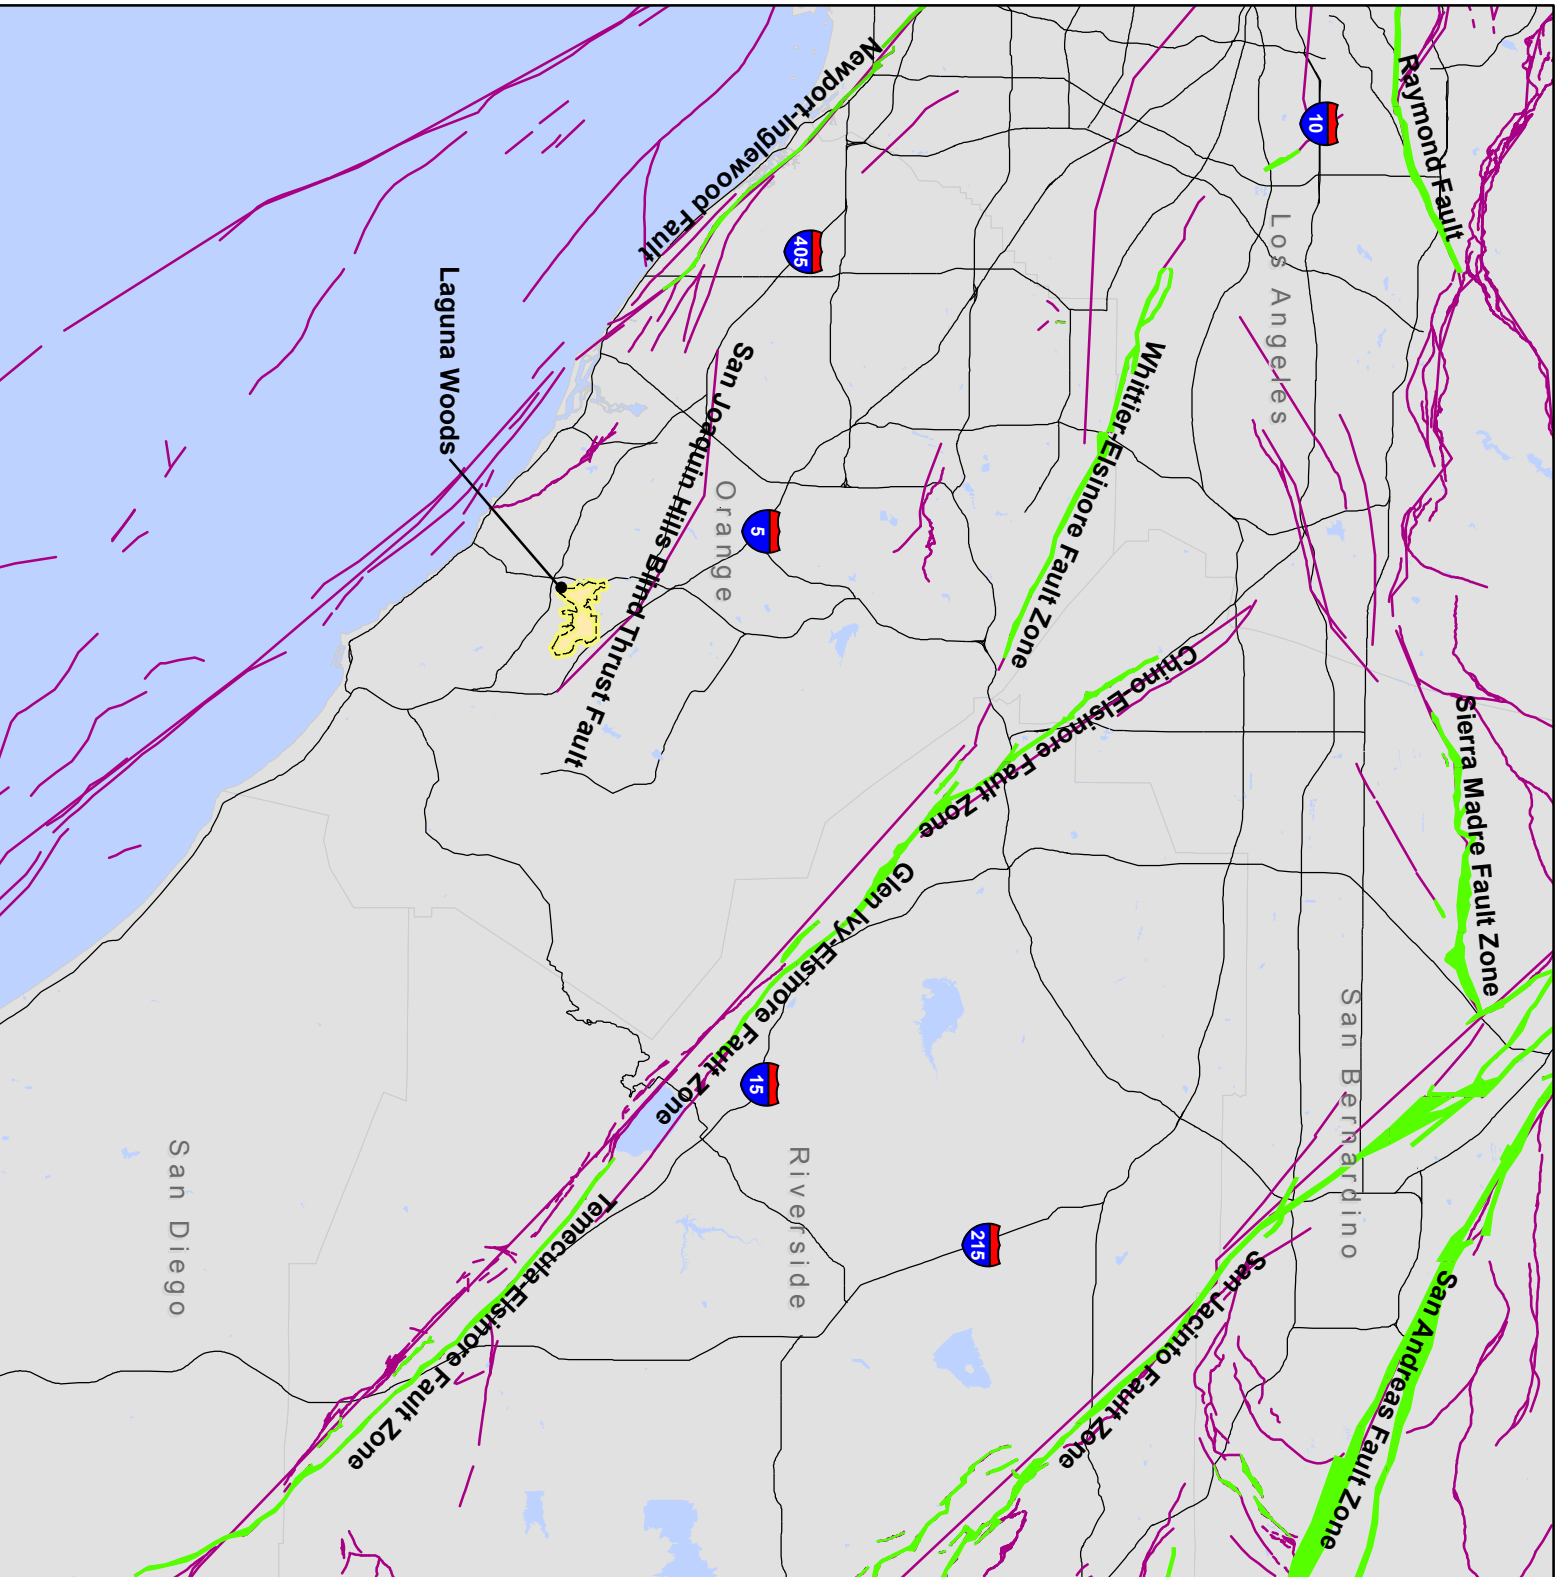 Raymond Fault
10
Newport-Inglewood Fault
405
Los Angeles
Laguna Woods
San Joaquin Hills Blind Thrust Fault
Whittier-Elsinore Fault Zone
Orange
5
Chino-Elsinore Fault Zone
Sierra Madre Fault Zone
Glen Ivy-Elsinore Fault Zone
San Bernardino
15
Riverside
San Diego
215
Temecula-Elsinore Fault Zone
San Jacinto Fault Zone
San Andreas Fault Zone